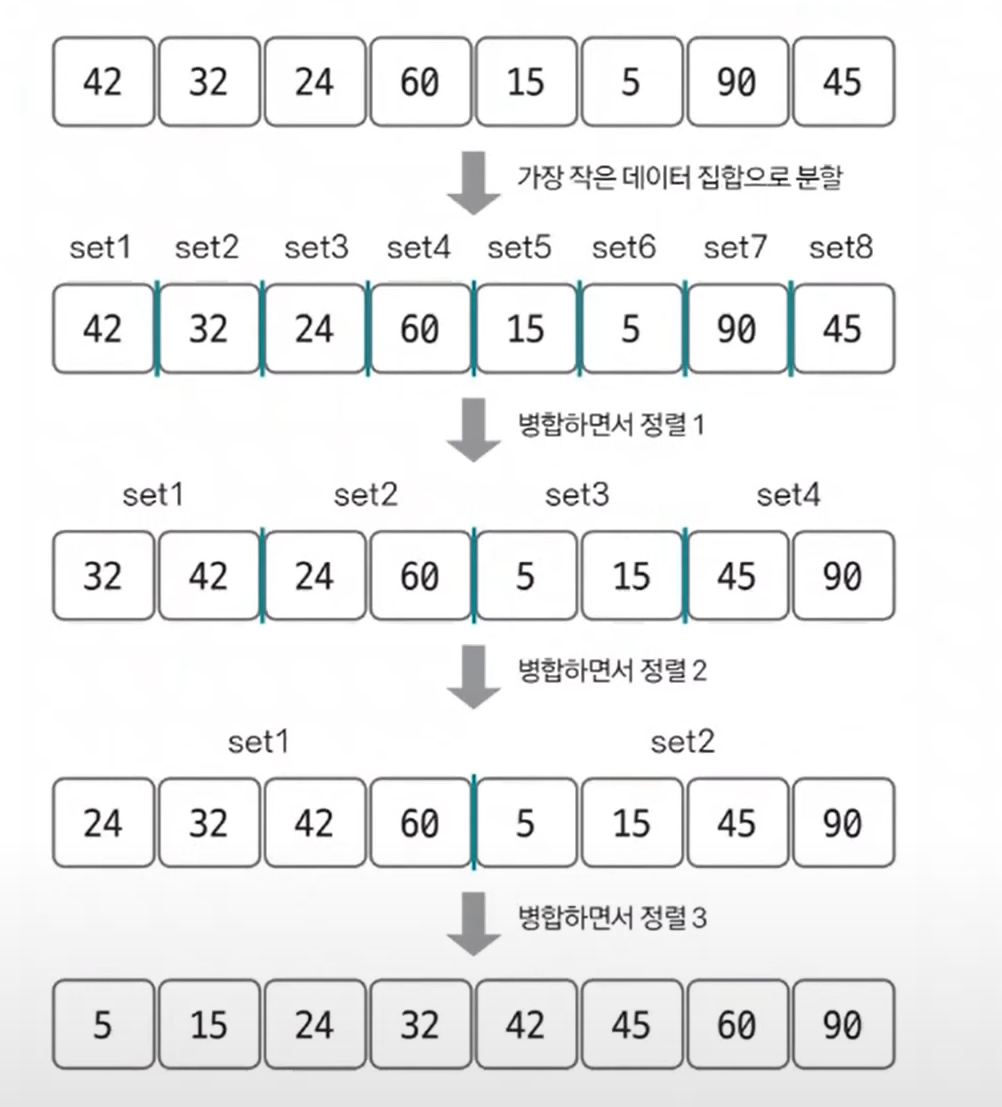 42 32 24 60 15 5 90 45
가장 작은 데이터 집합으로 분할
set1 set2 set3 set4 set5 set6 set7 set8
42 32 24 60 15 5 90 45
병합하면서 정렬 1
set1 set2 set3 set4
32 42 24 60 5 15 45 90
병합하면서 정렬 2
set1 set2
24 32 42 60 5 15 45 90
병합하면서 정렬 3
5 15 24 32 42 45 60 90